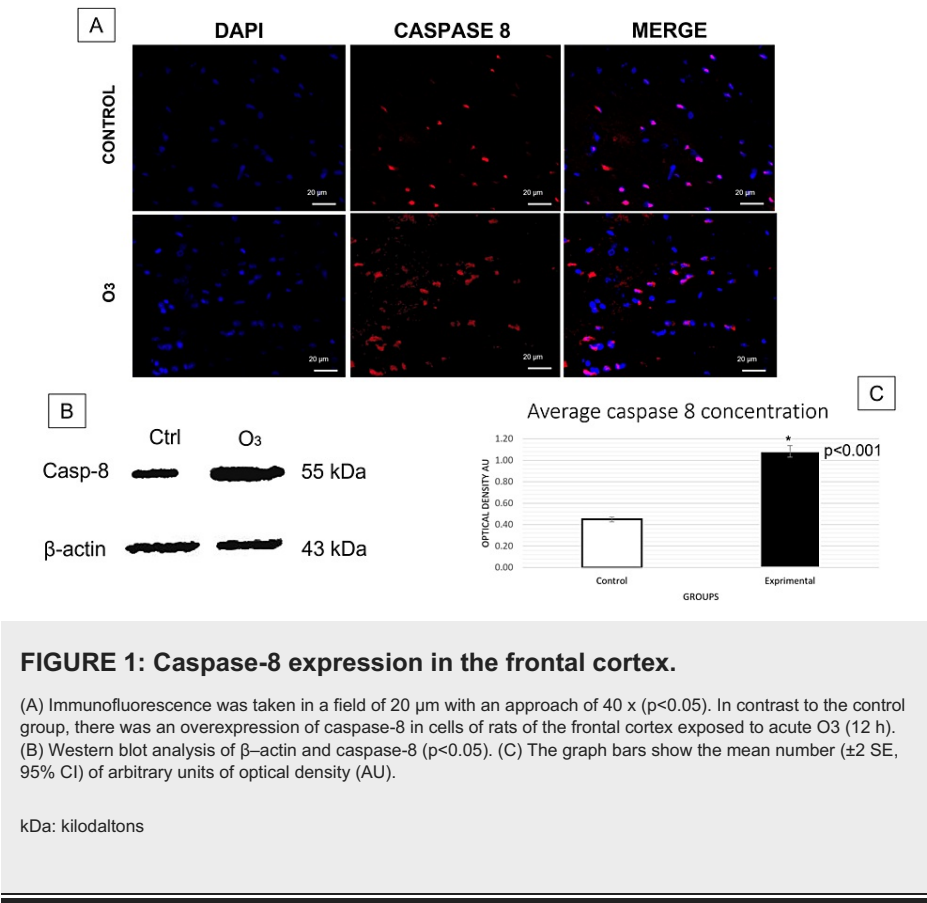 A
DAPI CASPASE 8 MERGE
CONTROL
20 µm 20 µm 20 µm
O3
20 µm 20 µm 20 µm
B
Ctrl O3
Casp-8 55 kDa
β-actin 43 kDa
C
Average caspase 8 concentration
OPTICAL DENSITY AU
1.20
1.00
0.80
0.60
0.40
0.20
0.00
*
p<0.001
Control Exprimental
GROUPS
FIGURE 1: Caspase-8 expression in the frontal cortex.
(A) Immunofluorescence was taken in a field of 20 µm with an approach of 40 x (p<0.05). In contrast to the control
group, there was an overexpression of caspase-8 in cells of rats of the frontal cortex exposed to acute O3 (12 h).
(B) Western blot analysis of β–actin and caspase-8 (p<0.05). (C) The graph bars show the mean number (±2 SE,
95% CI) of arbitrary units of optical density (AU).
kDa: kilodaltons